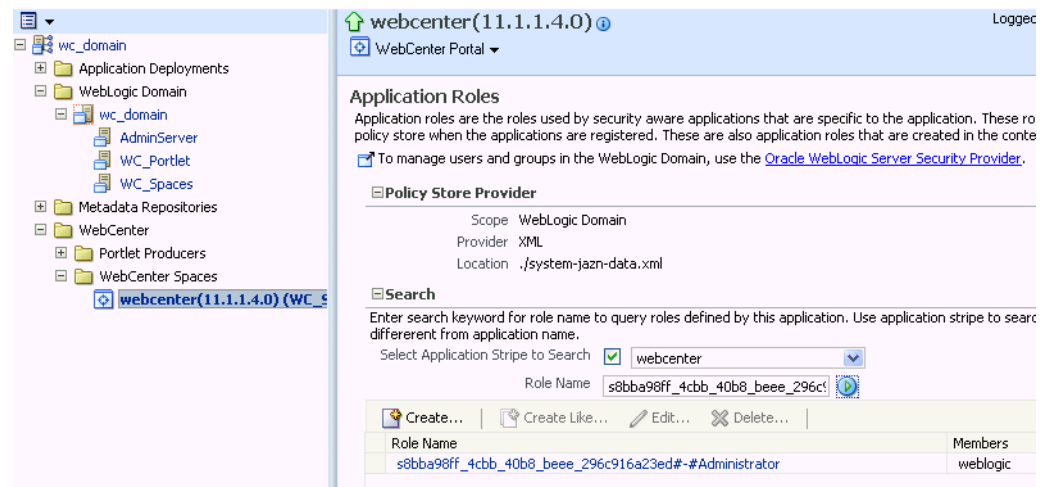 wc_domain
Application Deployments
WebLogic Domain
wc_domain
AdminServer
WC_Portlet
WC_Spaces
Metadata Repositories
WebCenter
Portlet Producers
WebCenter Spaces
webcenter(11.1.1.4.0) (WC_S
webcenter(11.1.1.4.0)
Logged
WebCenter Portal
Application Roles
Application roles are the roles used by security aware applications that are specific to the application. These ro
policy store when the applications are registered. These are also application roles that are created in the conte
To manage users and groups in the WebLogic Domain, use the Oracle WebLogic Server Security Provider.
Policy Store Provider
Scope WebLogic Domain
Provider XML
Location ./system-jazn-data.xml
Search
Enter search keyword for role name to query roles defined by this application. Use application stripe to searc
differerent from application name.
Select Application Stripe to Search webcenter
Role Name s8bba98ff_4cbb_40b8_beee_296c9
Create... Create Like... Edit... Delete...
Role Name Members
s8bba98ff_4cbb_40b8_beee_296c916a23ed#-#Administrator weblogic